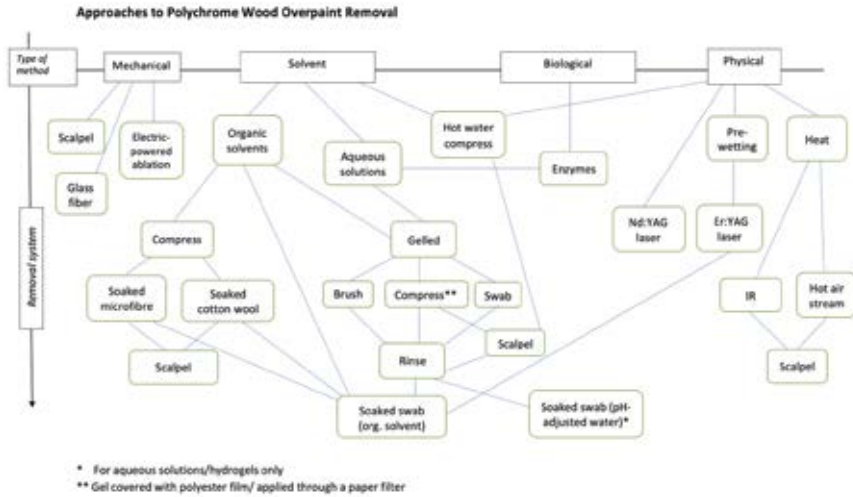 Approaches to Polychrome Wood Overpaint Removal
Type of
method
Mechanical
Solvent
Biological
Physical
Scalpel
Electric-
powered
ablation
Glass
fiber
Organic
solvents
Aqueous
solutions
Hot water
compress
Enzymes
Pre-
wetting
Heat
Nd:YAG
laser
Er:YAG
laser
Removal system
Compress
Gelled
Soaked
microfibre
Soaked
cotton wool
Brush
Compress**
Swab
IR
Hot air
stream
Scalpel
Rinse
Scalpel
Scalpel
Soaked swab
(org. solvent)
Soaked swab (pH-
adjusted water)*
* For aqueous solutions/hydrogels only
** Gel covered with polyester film/ applied through a paper filter